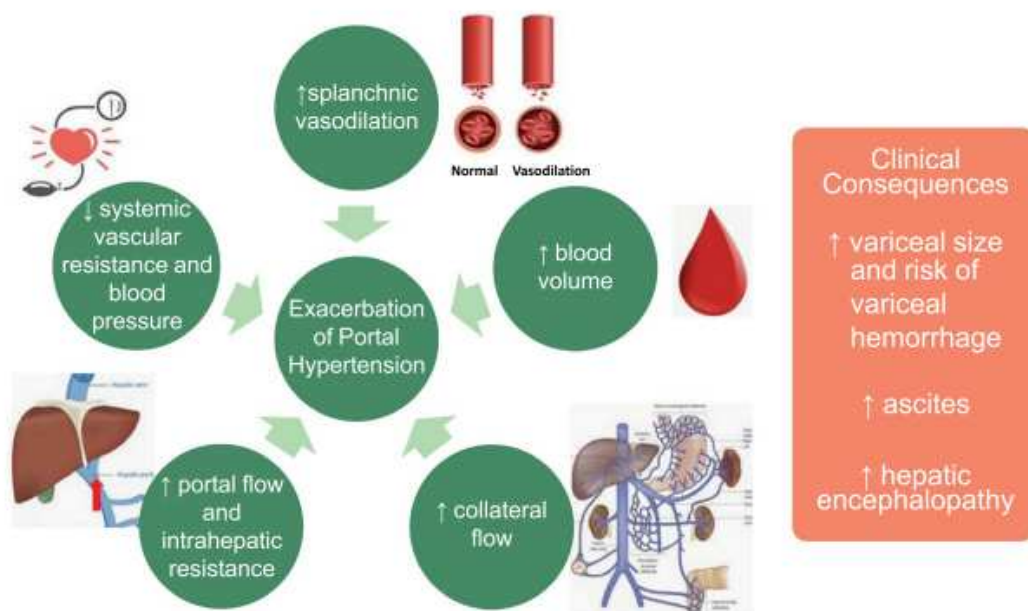 ↑splanchnic
vasodilation
Normal
Vasodilation
↓ systemic
vascular
resistance and
blood
pressure
↑ blood
volume
Exacerbation
of Portal
Hypertension
↑ portal flow
and
intrahepatic
resistance
↑ collateral
flow
Clinical
Consequences
↑ variceal size
and risk of
variceal
hemorrhage
↑ ascites
↑ hepatic
encephalopathy